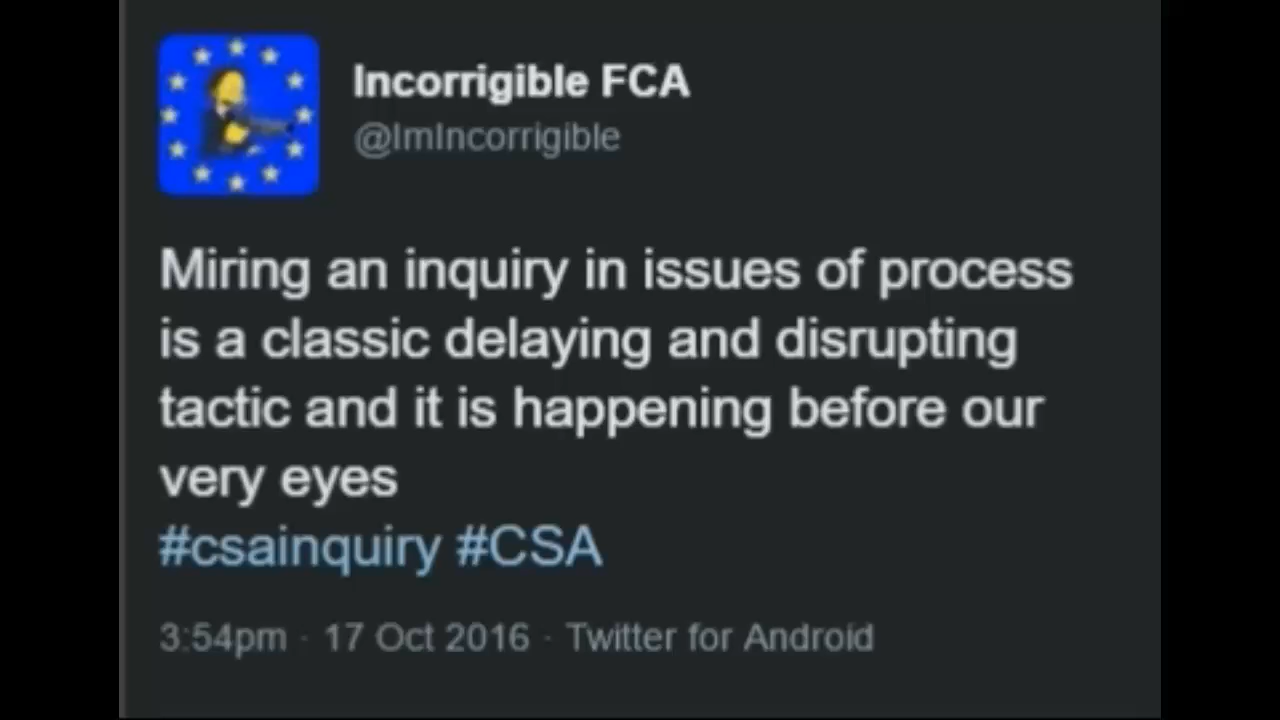 Incorrigible FCA
@ImIncorrigible
Miring an inquiry in issues of process
is a classic delaying and disrupting
tactic and it is happening before our
very eyes
#csainquiry #CSA
3:54pm · 17 Oct 2016 · Twitter for Android